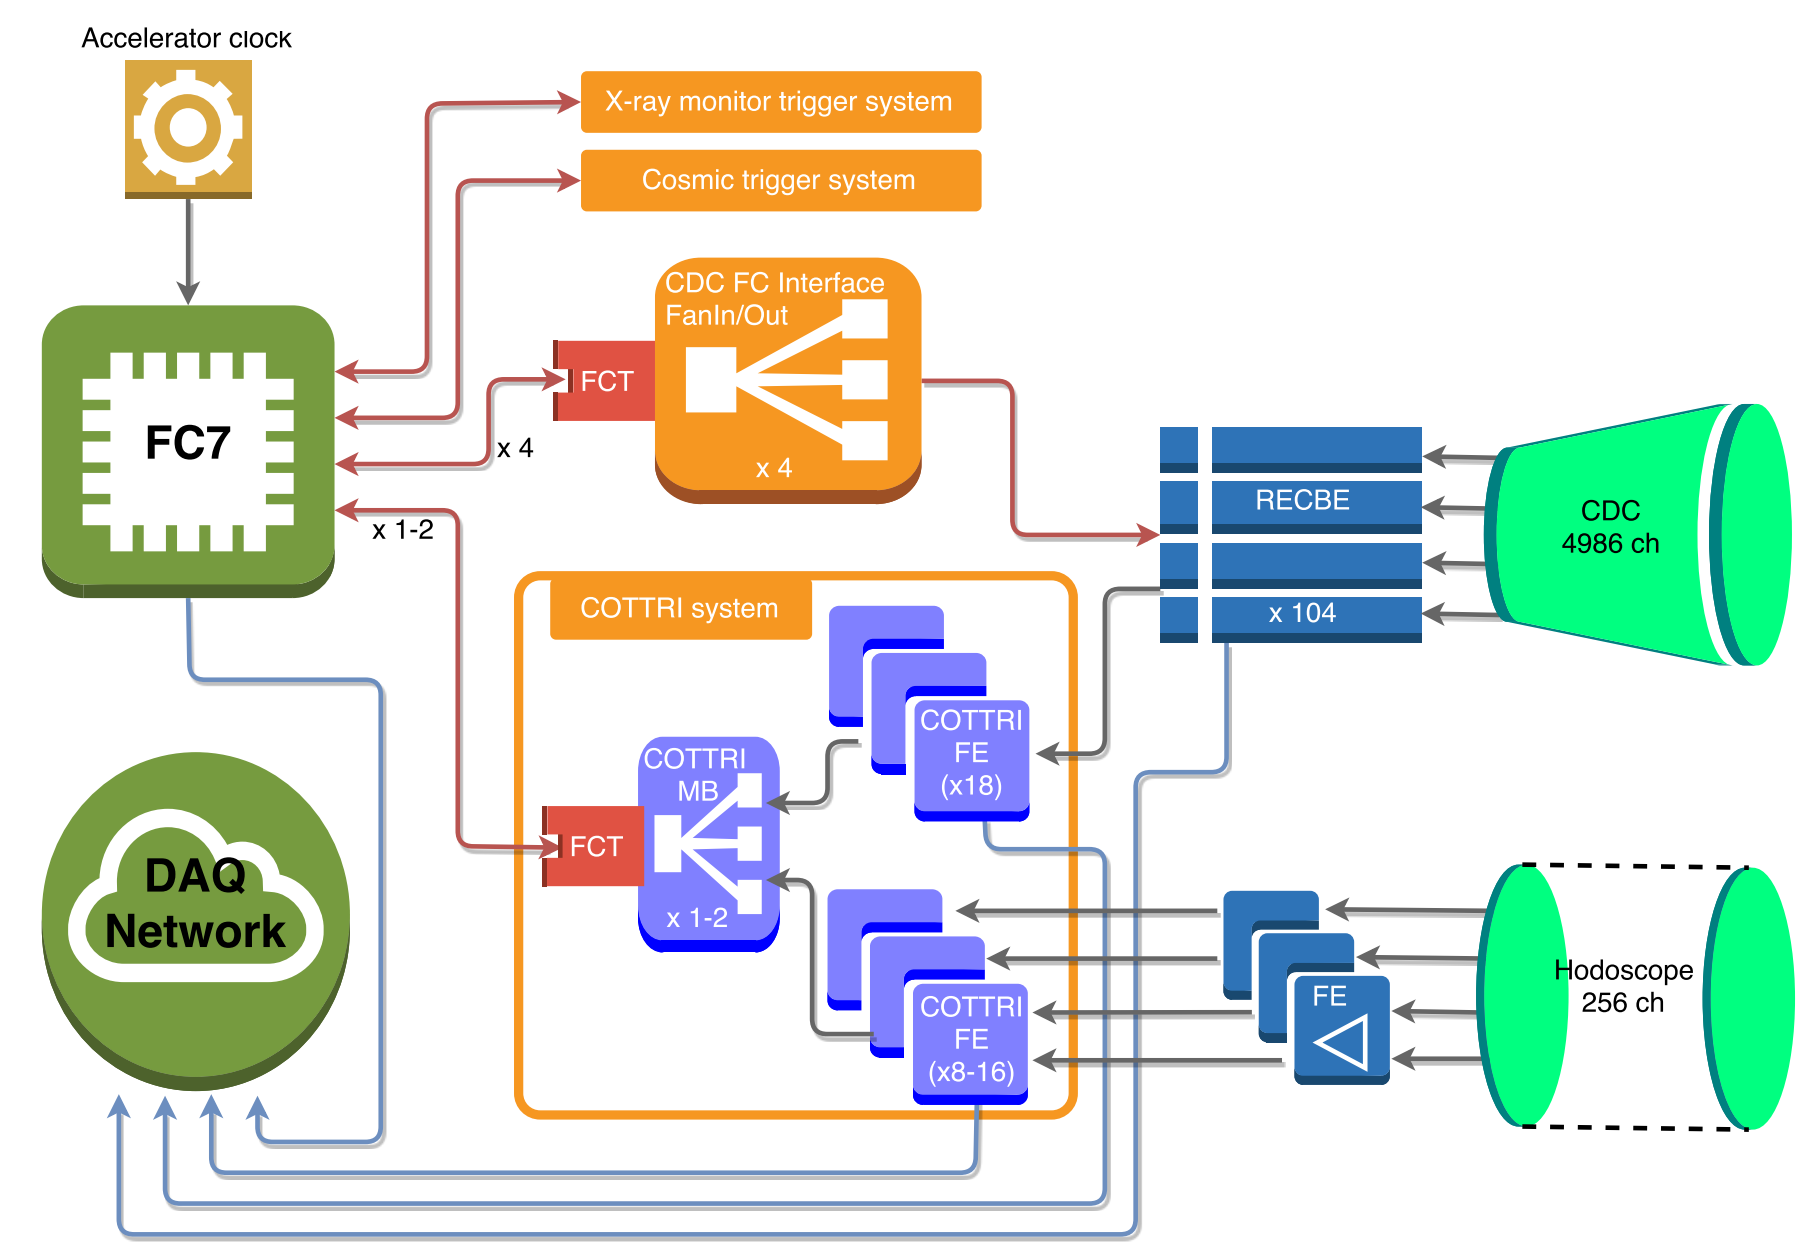 Accelerator clock
X-ray monitor trigger system
Cosmic trigger system
CDC FC Interface
FanIn/Out
FCT
x 4
FC7
x 4
x 1-2
RECBE
x 104
CDC
4986 ch
COTTRI system
COTTRI
FE
(x18)
COTTRI
MB
FCT
x 1-2
DAQ
Network
COTTRI
FE
(x8-16)
FE
Hodoscope
256 ch